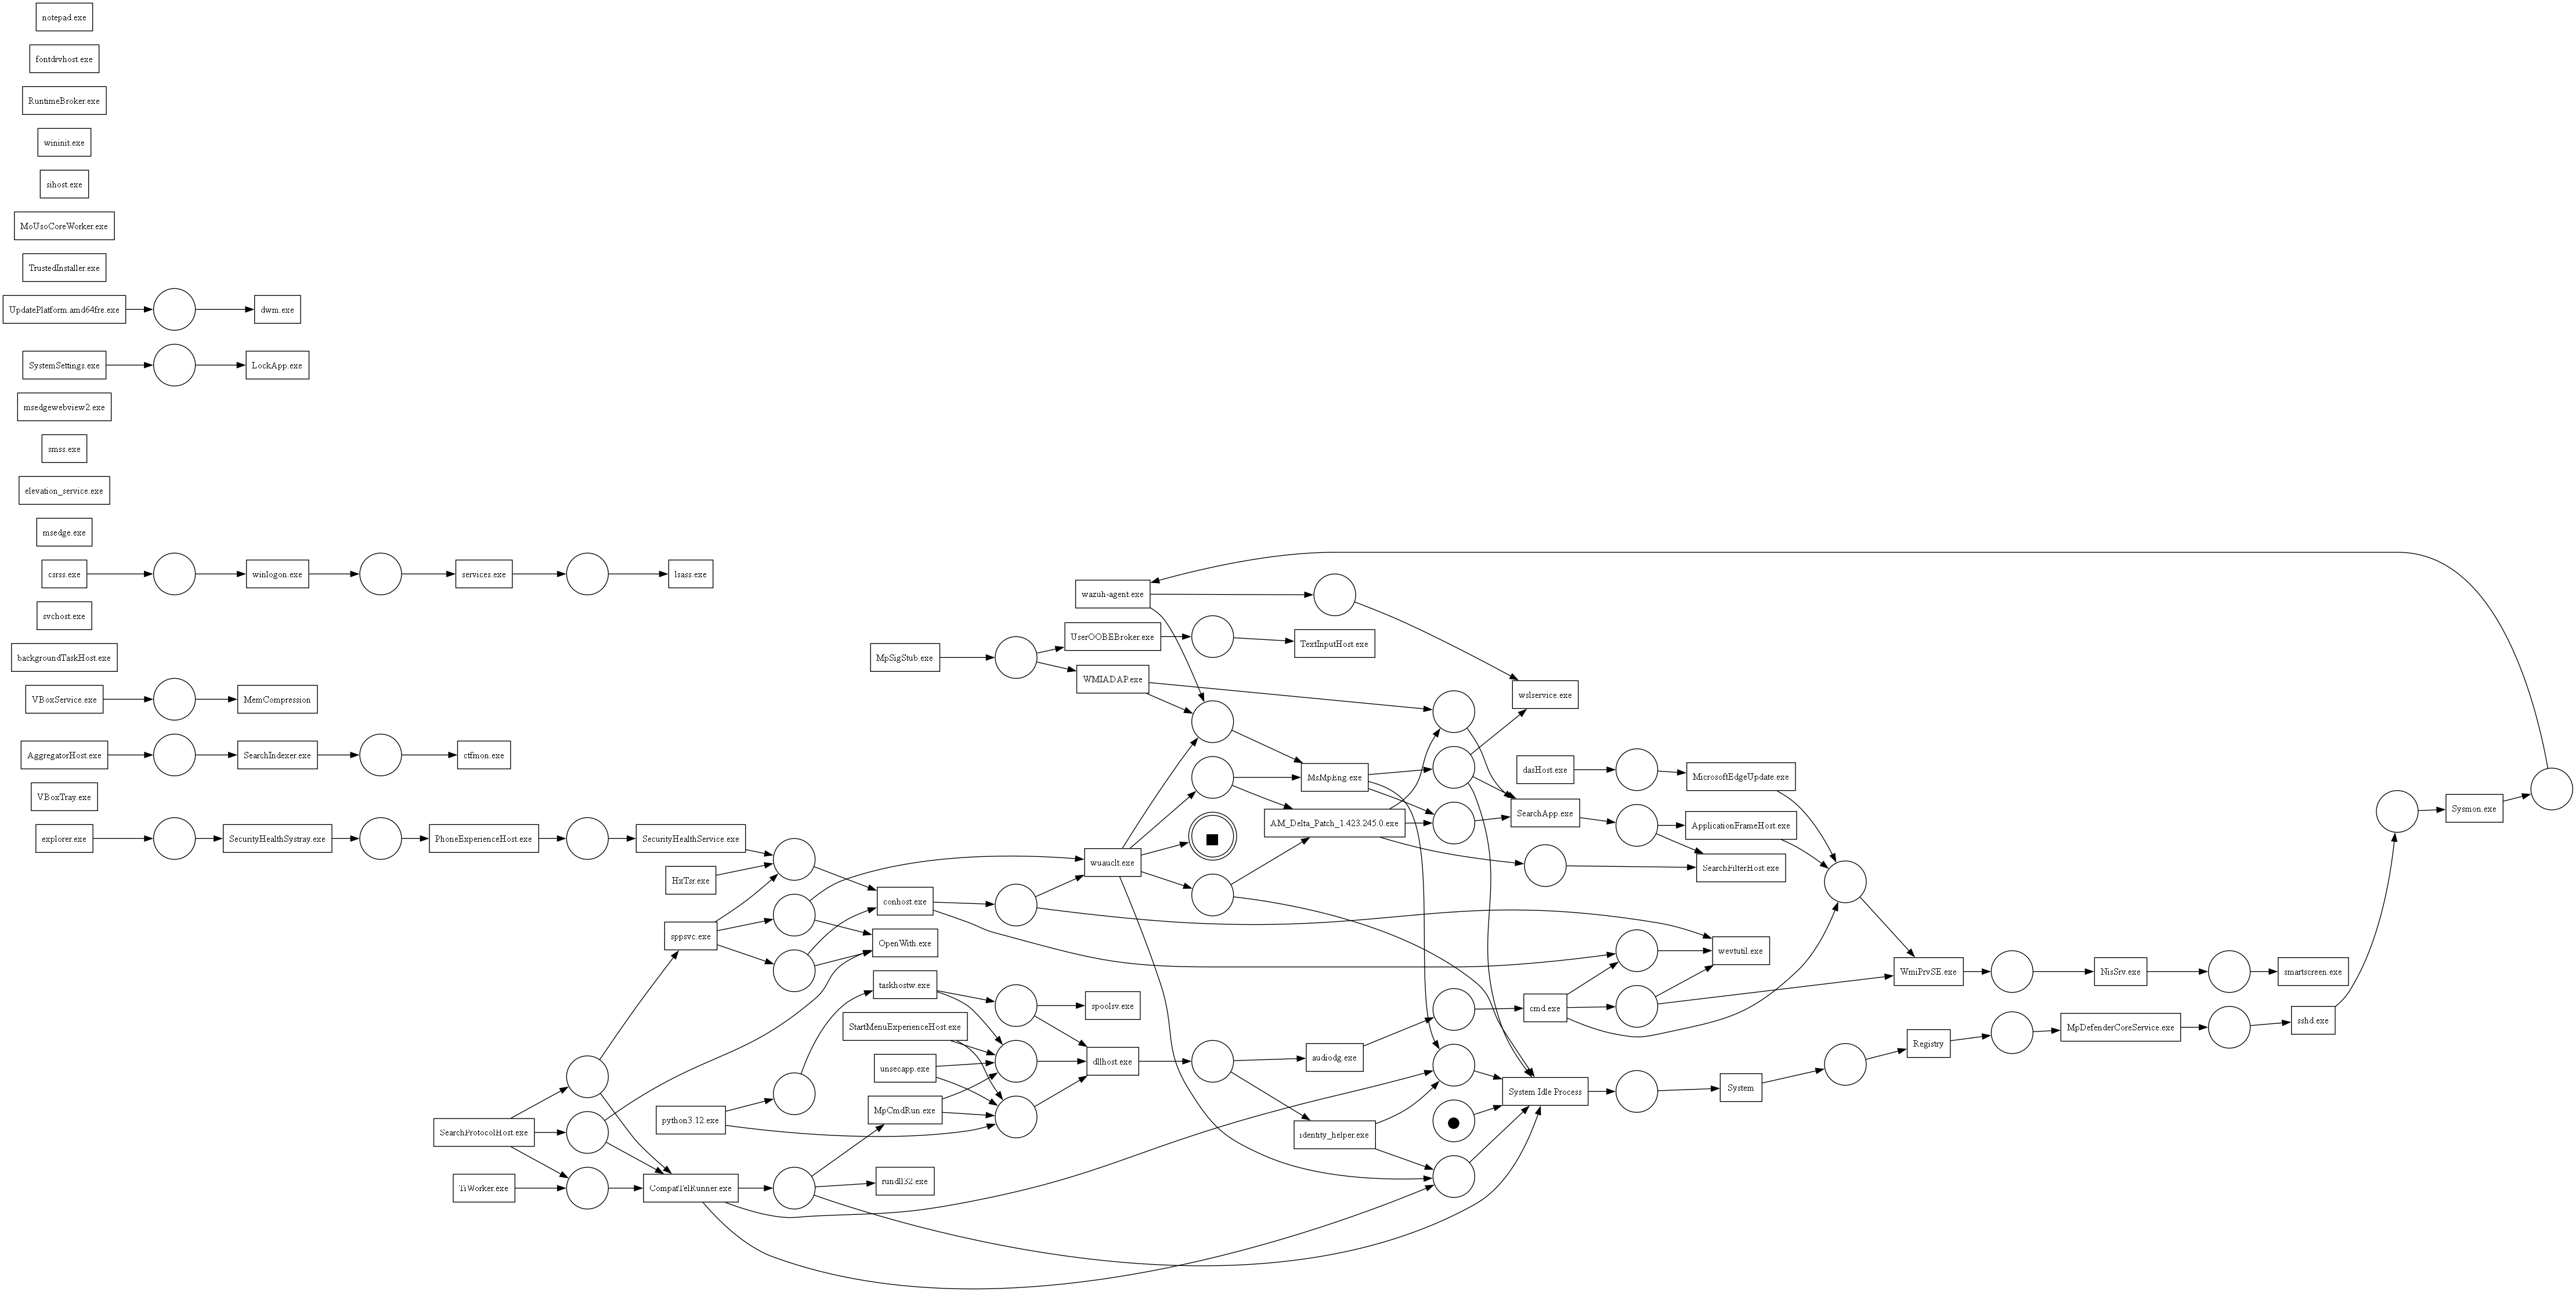 notepad.exe
fontdrvhost.exe
RuntimeBroker.exe
wininit.exe
sihost.exe
MoUsoCoreWorker.exe
TrustedInstaller.exe
UpdatePlatform.amd64fre.exe
dwm.exe
SystemSettings.exe
LockApp.exe
msedgewebview2.exe
smss.exe
elevation_service.exe
msedge.exe
csrss.exe
winlogon.exe
services.exe
lsass.exe
svchost.exe
backgroundTaskHost.exe
VBoxService.exe
MemCompression
AggregatorHost.exe
SearchIndexer.exe
ctfmon.exe
VBoxTray.exe
explorer.exe
SecurityHealthSystray.exe
PhoneExperienceHost.exe
SecurityHealthService.exe
HxTsr.exe
sppsvc.exe
SearchProtocolHost.exe
TiWorker.exe
CompatTelRunner.exe
python3.12.exe
MpSigStub.exe
conhost.exe
OpenWith.exe
taskhostw.exe
StartMenuExperienceHost.exe
unsecapp.exe
MpCmdRun.exe
rundll32.exe
wazuh-agent.exe
UserOOBEBroker.exe
WMIADAP.exe
wuauclt.exe
spoolsv.exe
dllhost.exe
TextInputHost.exe
MsMpEng.exe
AM_Delta_Patch_1.423.245.0.exe
audiodg.exe
identity_helper.exe
wslservice.exe
dasHost.exe
SearchApp.exe
cmd.exe
System Idle Process
MicrosoftEdgeUpdate.exe
ApplicationFrameHost.exe
SearchFilterHost.exe
wevtutil.exe
System
WmiPrvSE.exe
Registry
NisSrv.exe
MpDefenderCoreService.exe
smartscreen.exe
sshd.exe
Sysmon.exe